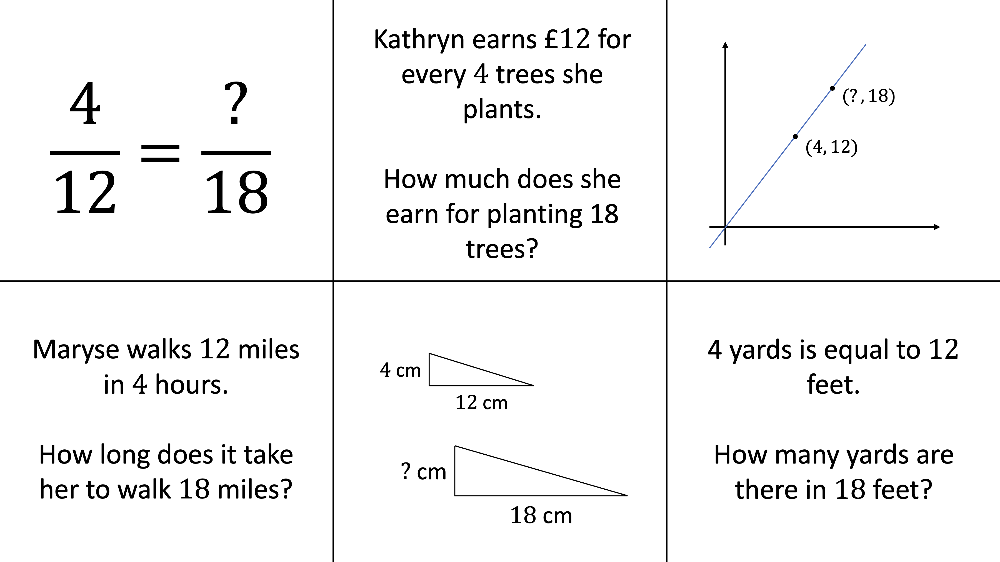 4
12
=
?
18
Kathryn earns £12 for
every 4 trees she
plants.
How much does she
earn for planting 18
trees?
(?, 18)
(4, 12)
Maryse walks 12 miles
in 4 hours.
How long does it take
her to walk 18 miles?
4 cm
12 cm
? cm
18 cm
4 yards is equal to 12
feet.
How many yards are
there in 18 feet?